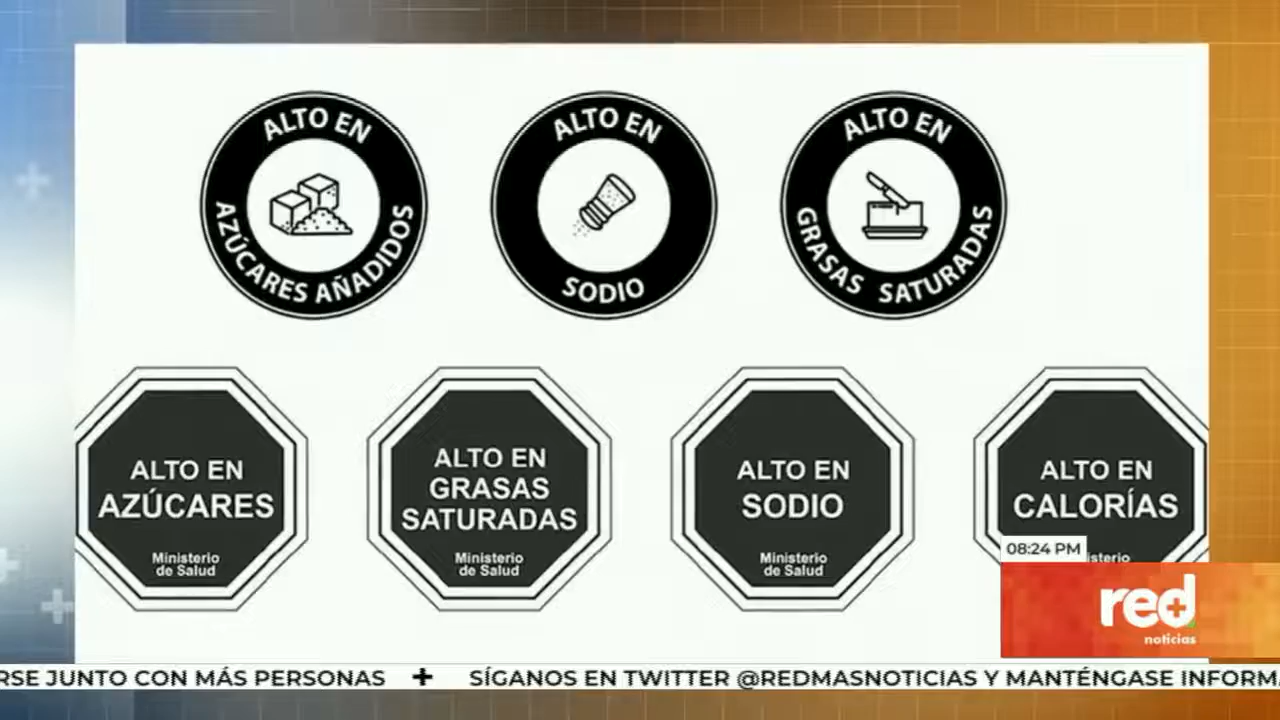 ALTO EN
AZÚCARES AÑADIDOS
ALTO EN
SODIO
ALTO EN
GRASAS SATURADAS
ALTO EN
AZÚCARES
Ministerio
de Salud
ALTO EN
GRASAS
SATURADAS
Ministerio
de Salud
ALTO EN
SODIO
Ministerio
de Salud
ALTO EN
CALORÍAS
isterio
08:24 PM
red
noticias
RSE JUNTO CON MÁS PERSONAS + SÍGANOS EN TWITTER @REDMASNOTICIAS Y MANTÉNGASE INFORM